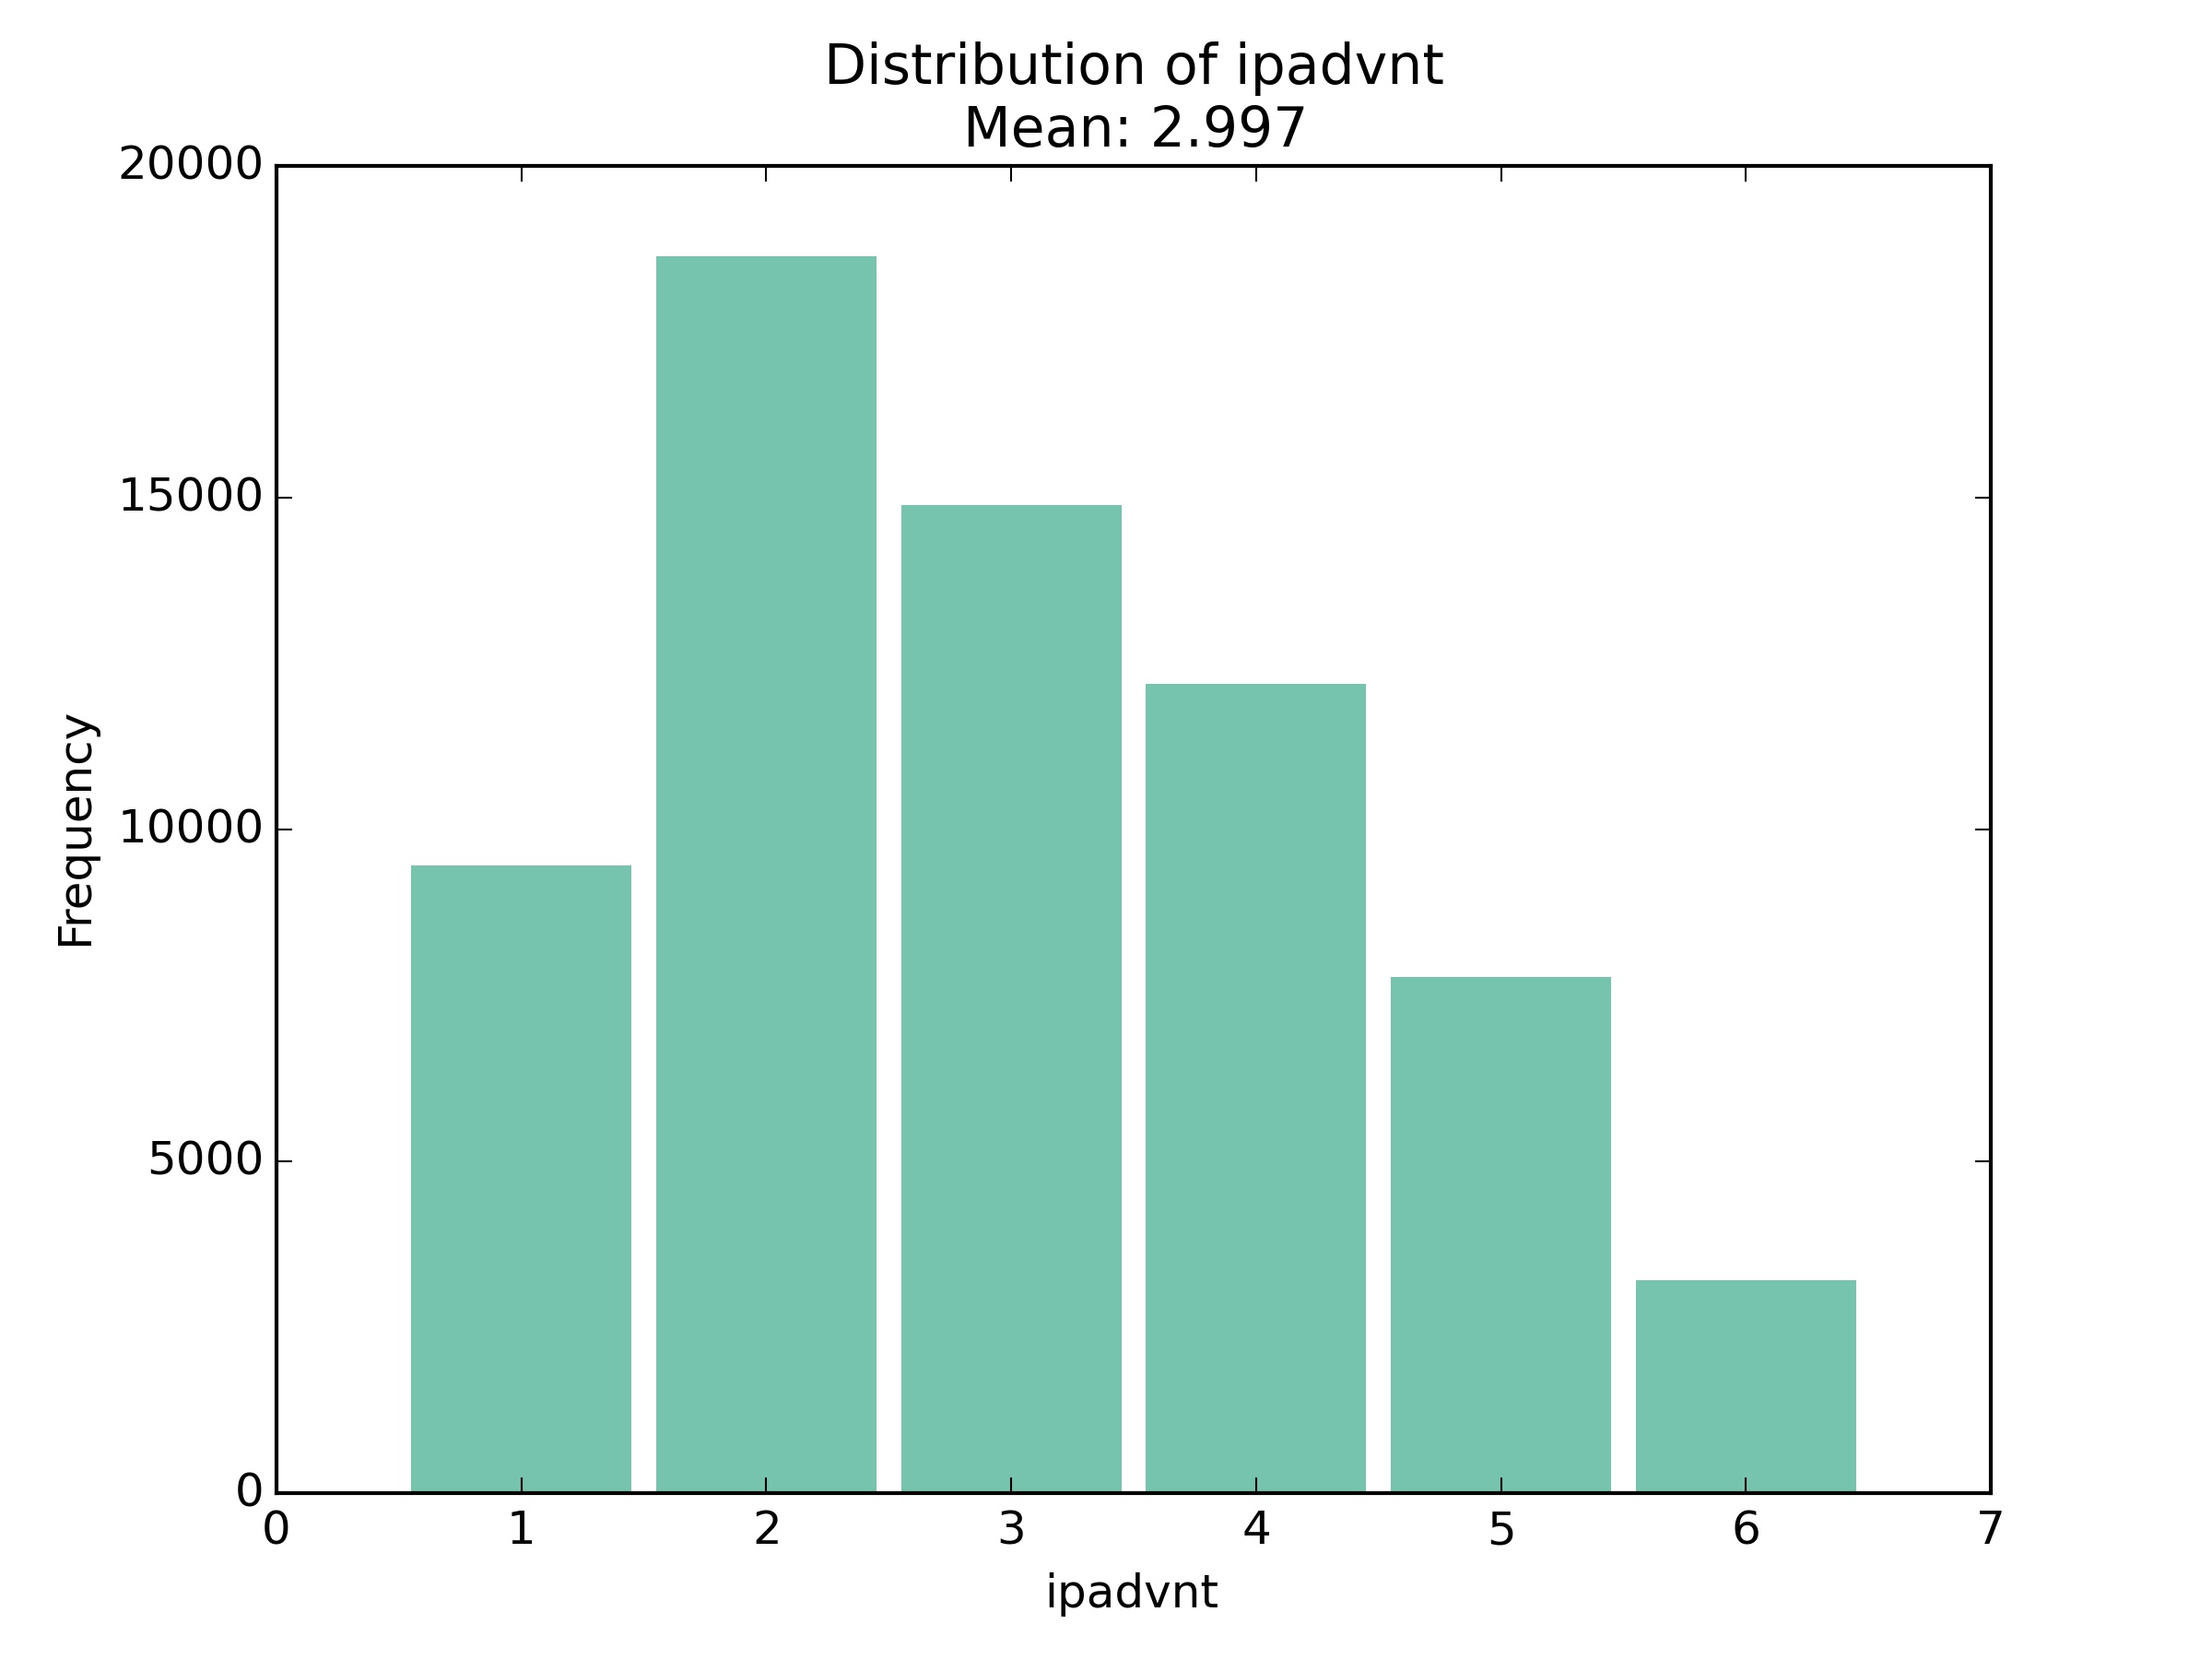 Distribution of ipadvnt
Mean: 2.997
20000
15000
10000
5000
0
Frequency
0 1 2 3 4 5 6 7
ipadvnt